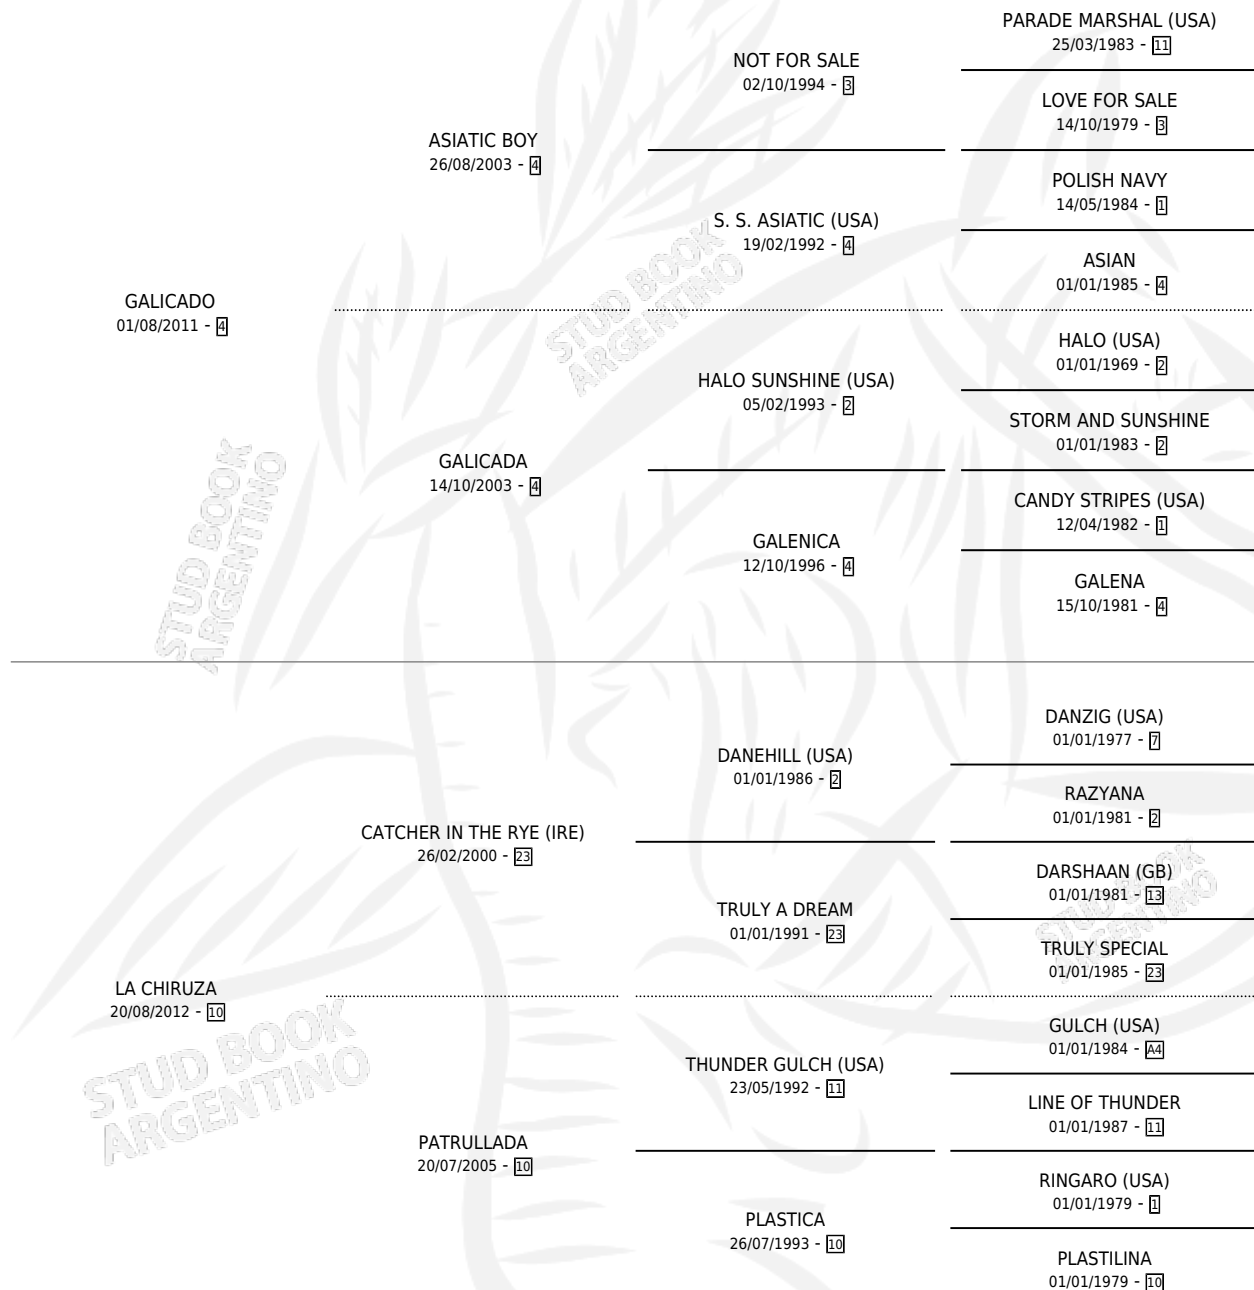 PARADE MARSHAL (USA)
25/03/1983 - 11
NOT FOR SALE
02/10/1994 - 3
LOVE FOR SALE
14/10/1979 - 3
ASIATIC BOY
26/08/2003 - 4
POLISH NAVY
14/05/1984 - 1
S. S. ASIATIC (USA)
19/02/1992 - 4
ASIAN
01/01/1985 - 4
GALICADO
01/08/2011 - 4
HALO (USA)
01/01/1969 - 2
HALO SUNSHINE (USA)
05/02/1993 - 2
STORM AND SUNSHINE
01/01/1983 - 2
GALICADA
14/10/2003 - 4
CANDY STRIPES (USA)
12/04/1982 - 1
GALENICA
12/10/1996 - 4
GALENA
15/10/1981 - 4
STUD BOOK
ARGENTINO
STUD BOOK
ARGENTINO
DANZIG (USA)
01/01/1977 - 7
DANEHILL (USA)
01/01/1986 - 2
RAZYANA
01/01/1981 - 2
CATCHER IN THE RYE (IRE)
26/02/2000 - 23
DARSHAAN (GB)
01/01/1981 - 13
TRULY A DREAM
01/01/1991 - 23
TRULY SPECIAL
01/01/1985 - 23
LA CHIRUZA
20/08/2012 - 10
GULCH (USA)
01/01/1984 - A4
THUNDER GULCH (USA)
23/05/1992 - 11
LINE OF THUNDER
01/01/1987 - 11
PATRULLADA
20/07/2005 - 10
RINGARO (USA)
01/01/1979 - 1
PLASTICA
26/07/1993 - 10
PLASTILINA
01/01/1979 - 10
STUD BOOK
ARGENTINO
STUD BOOK
ARGENTINO